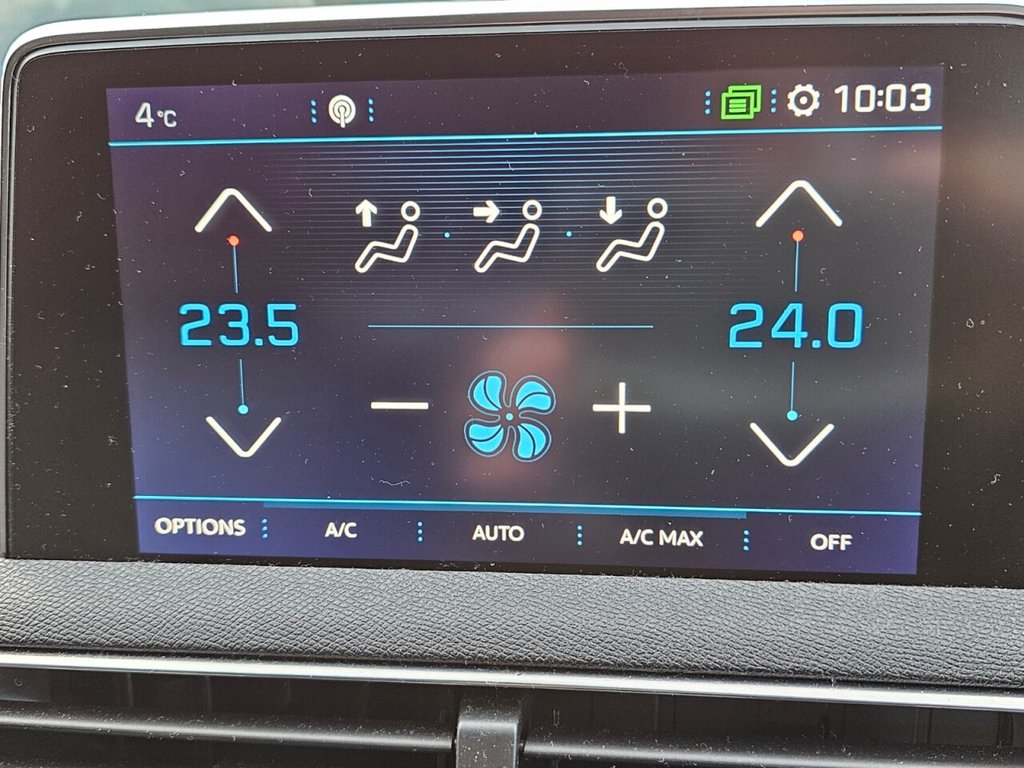 4°C 10:03
23.5 24.0
OPTIONS A/C AUTO A/C MAX OFF